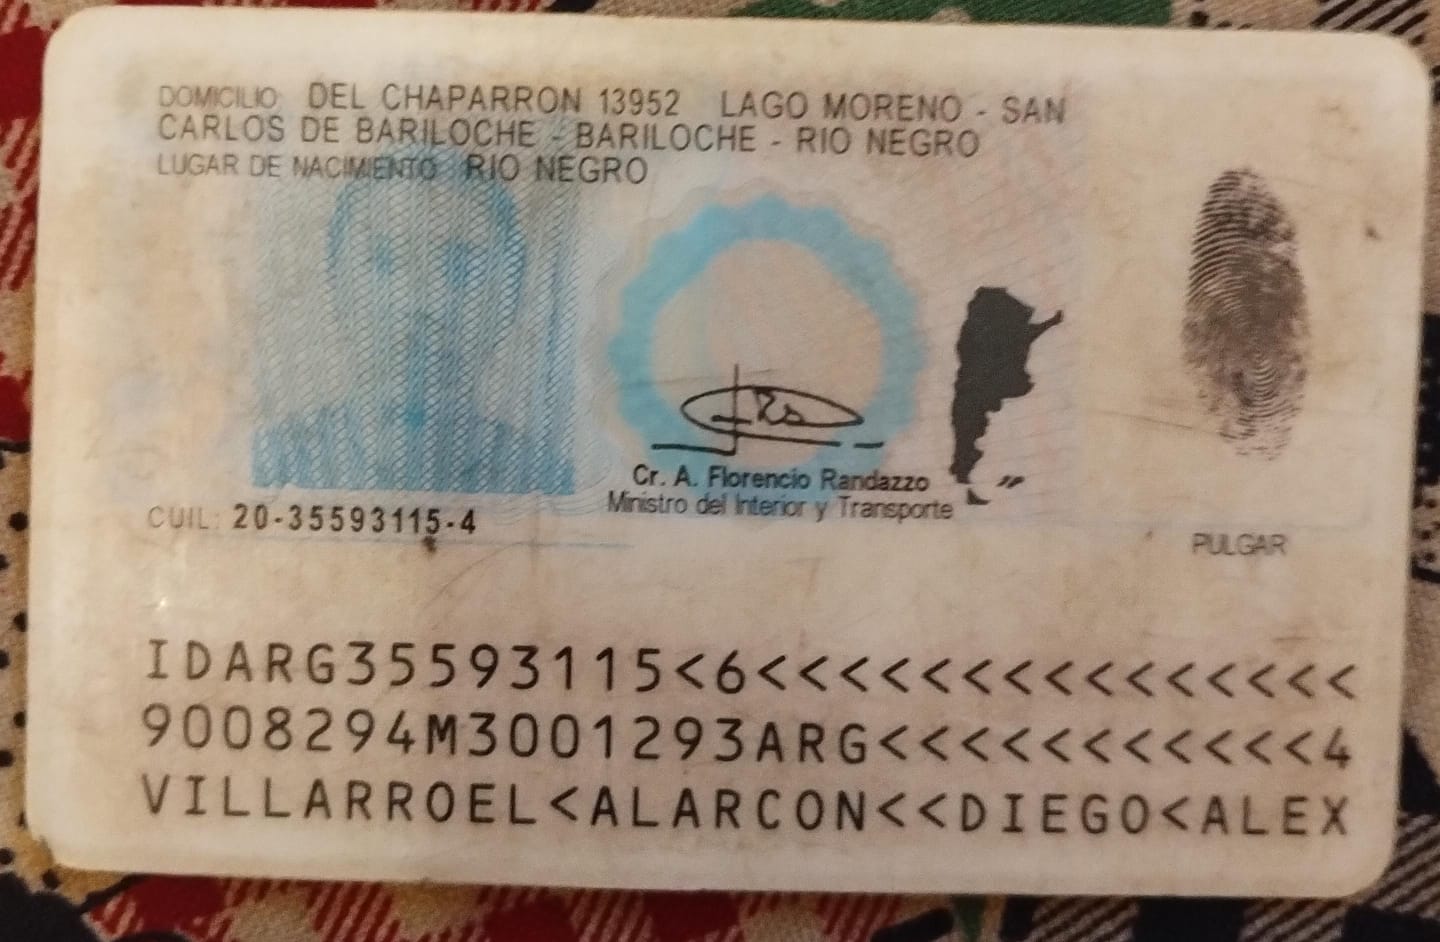 DOMICILIO: DEL CHAPARRON 13952 LAGO MORENO - SAN
CARLOS DE BARILOCHE - BARILOCHE - RIO NEGRO
LUGAR DE NACIMIENTO: RIO NEGRO
Cr. A. Florencio Randazzo
Ministro del Interior y Transporte
CUIL: 20-35593115-4
PULGAR
IDARG35593115<6<<<<<<<<<<<<<<<
9008294M3001293ARG<<<<<<<<<<<4
VILLARROEL<ALARCON<<DIEGO<ALEX